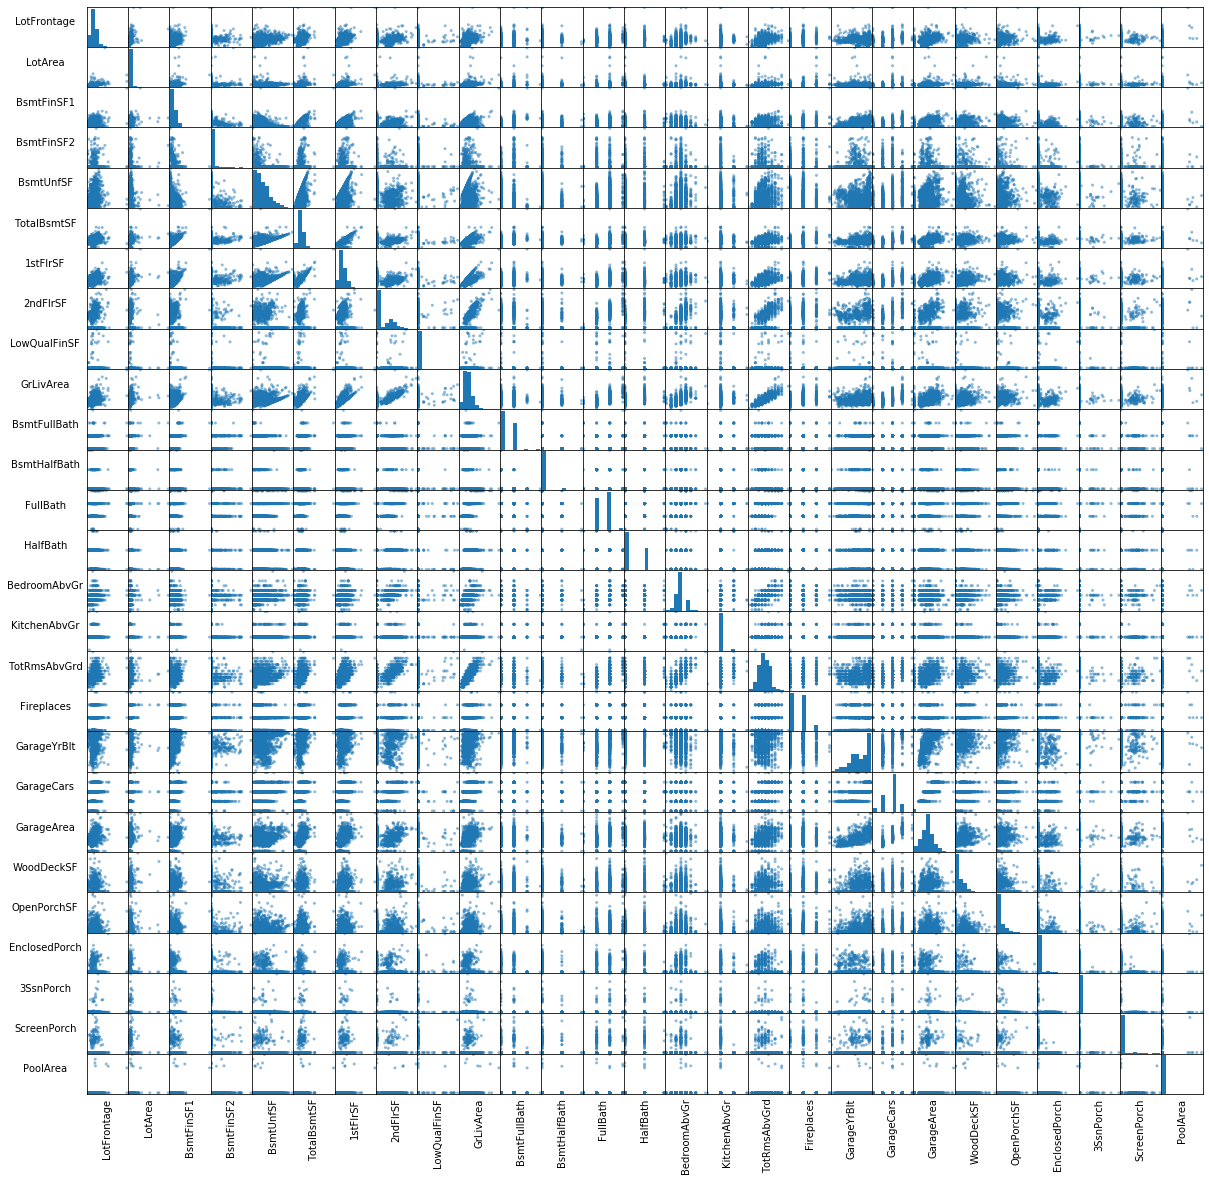 LotFrontage
LotArea
BsmtFinSF1
BsmtFinSF2
BsmtUnfSF
TotalBsmtSF
1stFlrSF
2ndFlrSF
LowQualFinSF
GrLivArea
BsmtFullBath
BsmtHalfBath
FullBath
HalfBath
BedroomAbvGr
KitchenAbvGr
TotRmsAbvGrd
Fireplaces
GarageYrBlt
GarageCars
GarageArea
WoodDeckSF
OpenPorchSF
EnclosedPorch
3SsnPorch
ScreenPorch
PoolArea
LotFrontage
LotArea
BsmtFinSF1
BsmtFinSF2
BsmtUnfSF
TotalBsmtSF
1stFlrSF
2ndFlrSF
LowQualFinSF
GrLivArea
BsmtFullBath
BsmtHalfBath
FullBath
HalfBath
BedroomAbvGr
KitchenAbvGr
TotRmsAbvGrd
Fireplaces
GarageYrBlt
GarageCars
GarageArea
WoodDeckSF
OpenPorchSF
EnclosedPorch
3SsnPorch
ScreenPorch
PoolArea